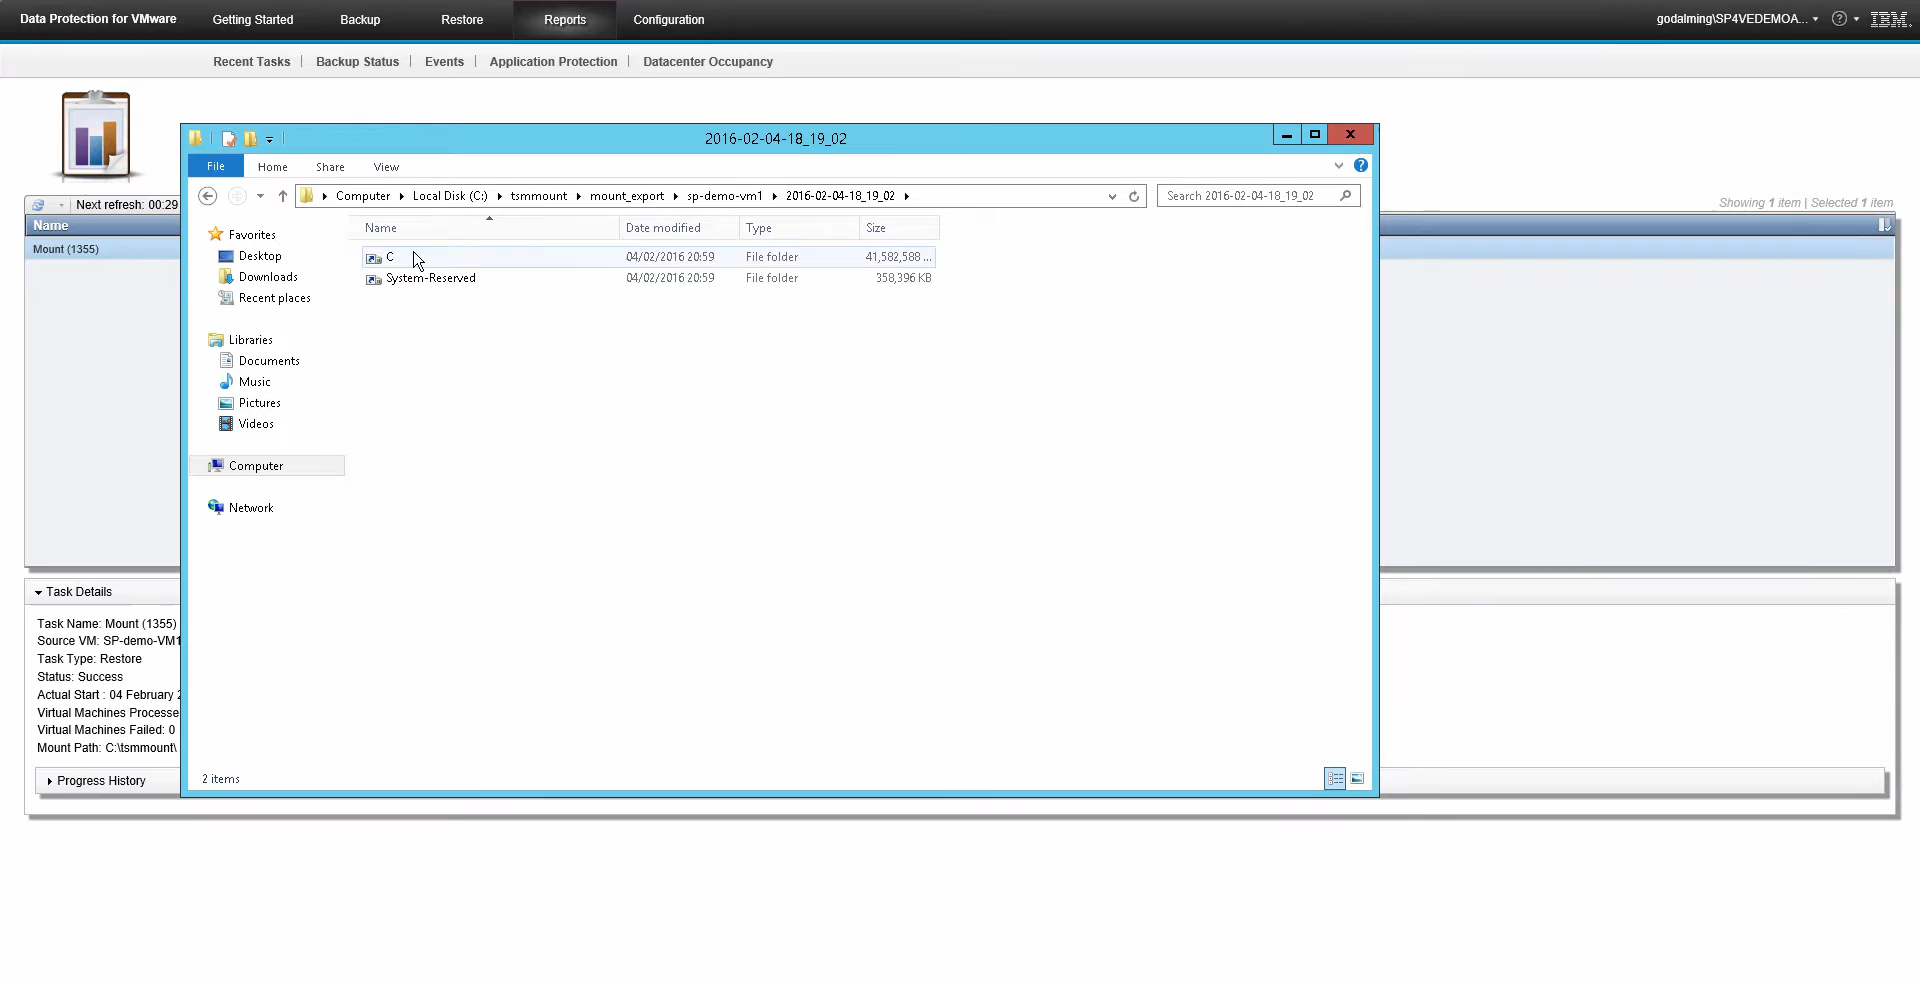 Data Protection for VMware Getting Started Backup Restore Reports Configuration godalming\SP4VEDEMOA... IBM.
Recent Tasks Backup Status Events Application Protection Datacenter Occupancy
2016-02-04-18_19_02
File Home Share View
Computer Local Disk (C:) tsmmount mount_export sp-demo-vm1 2016-02-04-18_19_02 Search 2016-02-04-18_19_02
Next refresh: 00:29
Showing 1 item | Selected 1 item
Name
Mount (1355)
Name Date modified Type Size
C 04/02/2016 20:59 File folder 41,582,588 ...
System-Reserved 04/02/2016 20:59 File folder 358,396 KB
Favorites
Desktop
Downloads
Recent places
Libraries
Documents
Music
Pictures
Videos
Computer
Network
2 items
Task Details
Task Name: Mount (1355)
Source VM: SP-demo-VM1
Task Type: Restore
Status: Success
Actual Start : 04 February 2
Virtual Machines Processe
Virtual Machines Failed: 0
Mount Path: C:\tsmmount\
Progress History